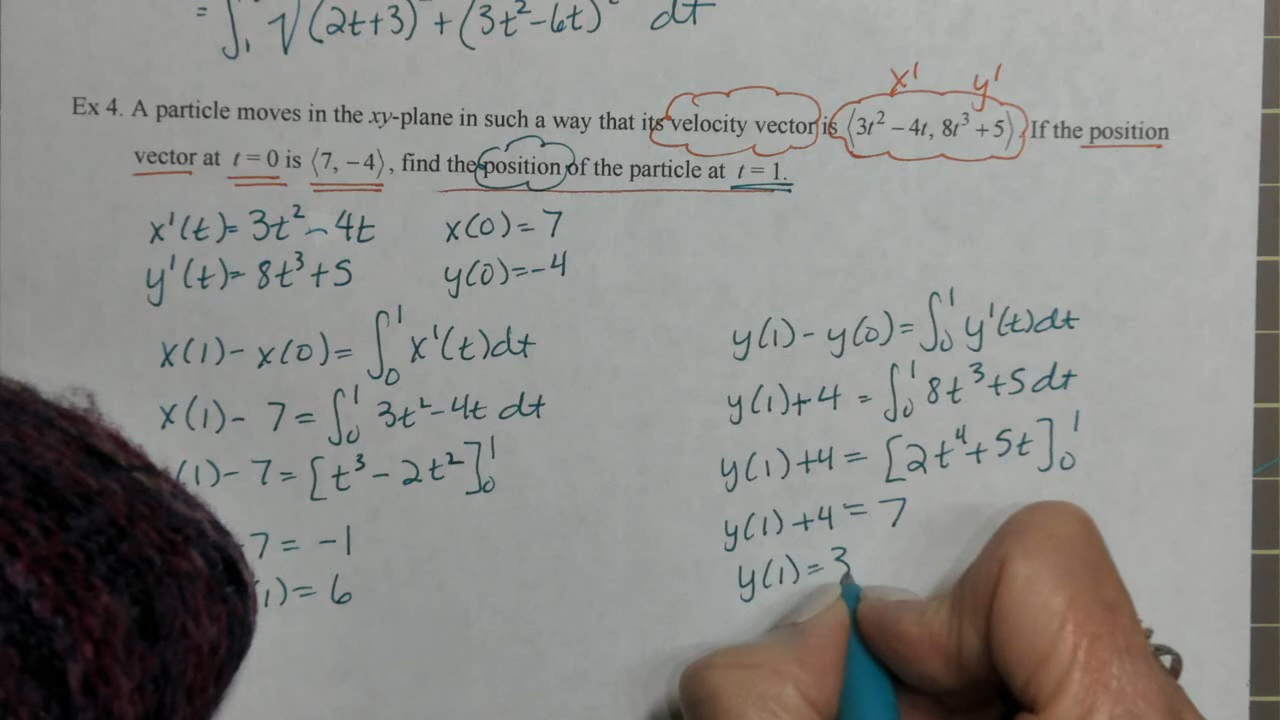 = ∫₁ √(2t+3) + (3t²-6t)² dt
x' y'
Ex 4. A particle moves in the xy-plane in such a way that its velocity vector is ⟨3t² − 4t, 8t³ + 5⟩. If the position
vector at t = 0 is ⟨7, −4⟩, find the position of the particle at t = 1.
x'(t)= 3t² - 4t x(0) = 7
y'(t)= 8t³ + 5 y(0) = -4
x(1) - x(0) = ∫₀¹ x'(t)dt
x(1) - 7 = ∫₀¹ 3t² - 4t dt
(1) - 7 = [t³ - 2t²]₀¹
7 = -1
1) = 6
y(1) - y(0) = ∫₀¹ y'(t)dt
y(1)+4 = ∫₀¹ 8t³+5 dt
y(1)+4 = [2t⁴+5t]₀¹
y(1)+4 = 7
y(1) = 3